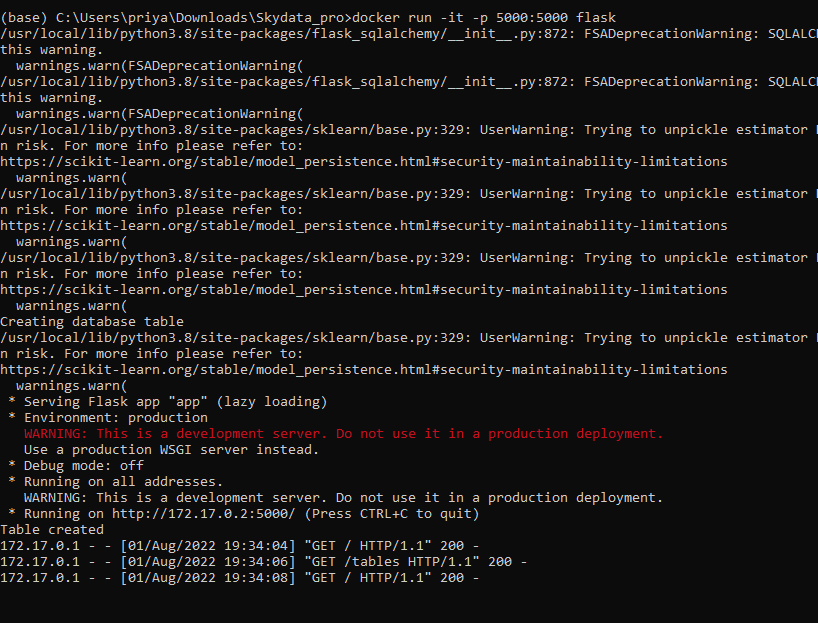 (base) C:\Users\priya\Downloads\Skydata_pro>docker run -it -p 5000:5000 flask
/usr/local/lib/python3.8/site-packages/flask_sqlalchemy/__init__.py:872: FSADeprecationWarning: SQLALC
this warning.
  warnings.warn(FSADeprecationWarning(
/usr/local/lib/python3.8/site-packages/flask_sqlalchemy/__init__.py:872: FSADeprecationWarning: SQLALC
this warning.
  warnings.warn(FSADeprecationWarning(
/usr/local/lib/python3.8/site-packages/sklearn/base.py:329: UserWarning: Trying to unpickle estimator
n risk. For more info please refer to:
https://scikit-learn.org/stable/model_persistence.html#security-maintainability-limitations
  warnings.warn(
/usr/local/lib/python3.8/site-packages/sklearn/base.py:329: UserWarning: Trying to unpickle estimator
n risk. For more info please refer to:
https://scikit-learn.org/stable/model_persistence.html#security-maintainability-limitations
  warnings.warn(
/usr/local/lib/python3.8/site-packages/sklearn/base.py:329: UserWarning: Trying to unpickle estimator
n risk. For more info please refer to:
https://scikit-learn.org/stable/model_persistence.html#security-maintainability-limitations
  warnings.warn(
Creating database table
/usr/local/lib/python3.8/site-packages/sklearn/base.py:329: UserWarning: Trying to unpickle estimator
n risk. For more info please refer to:
https://scikit-learn.org/stable/model_persistence.html#security-maintainability-limitations
  warnings.warn(
 * Serving Flask app "app" (lazy loading)
 * Environment: production
   WARNING: This is a development server. Do not use it in a production deployment.
   Use a production WSGI server instead.
 * Debug mode: off
 * Running on all addresses.
   WARNING: This is a development server. Do not use it in a production deployment.
 * Running on http://172.17.0.2:5000/ (Press CTRL+C to quit)
Table created
172.17.0.1 - - [01/Aug/2022 19:34:04] "GET / HTTP/1.1" 200 -
172.17.0.1 - - [01/Aug/2022 19:34:06] "GET /tables HTTP/1.1" 200 -
172.17.0.1 - - [01/Aug/2022 19:34:08] "GET / HTTP/1.1" 200 -